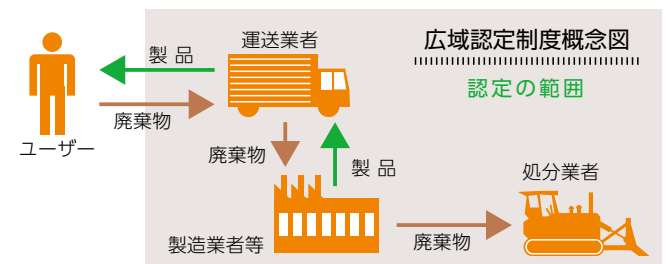 広域認定制度概念図
認定の範囲
運送業者
製品
廃棄物
ユーザー
廃棄物
製品
製造業者等
廃棄物
処分業者